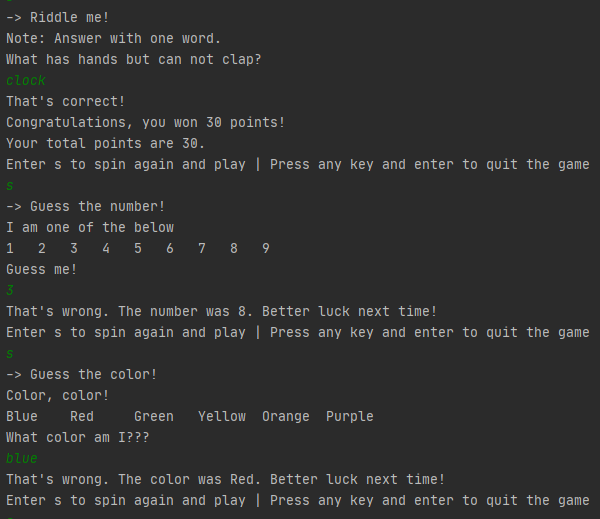 -> Riddle me!
Note: Answer with one word.
What has hands but can not clap?
clock
That's correct!
Congratulations, you won 30 points!
Your total points are 30.
Enter s to spin again and play | Press any key and enter to quit the game
s
-> Guess the number!
I am one of the below
1 2 3 4 5 6 7 8 9
Guess me!
3
That's wrong. The number was 8. Better luck next time!
Enter s to spin again and play | Press any key and enter to quit the game
s
-> Guess the color!
Color, color!
Blue Red Green Yellow Orange Purple
What color am I???
blue
That's wrong. The color was Red. Better luck next time!
Enter s to spin again and play | Press any key and enter to quit the game